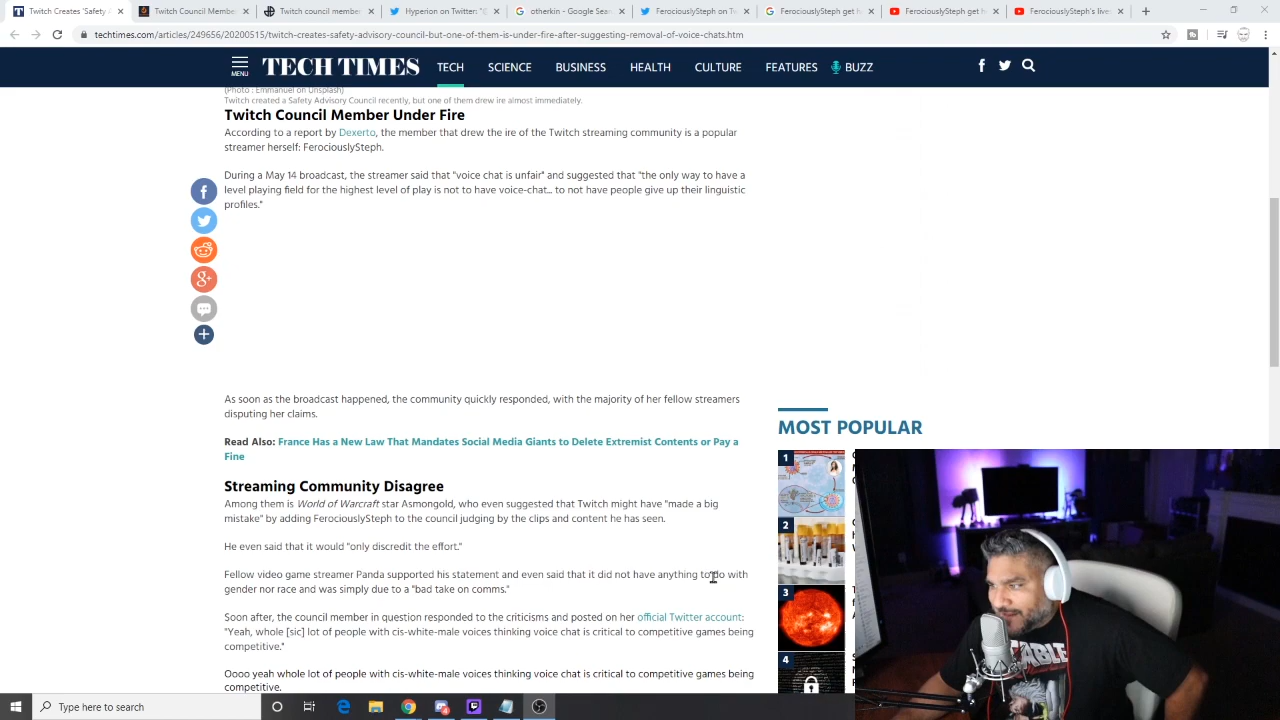 Twitch Creates 'Safety A
Twitch Council Membe
Twitch council member
Hyperion on Twitter: "@
otherkin - Google Sear
FerociouslySteph on Tw
FerociouslySteph get h
FerociouslySteph get h
FerociouslySteph's live
techtimes.com/articles/249656/20200515/twitch-creates-safety-advisory-council-but-one-of-them-is-under-fire-after-suggesting-removal-of-voice-chats.htm
MENU
TECH TIMES
TECH
SCIENCE
BUSINESS
HEALTH
CULTURE
FEATURES
BUZZ
(Photo : Emmanuel on Unsplash)
Twitch created a Safety Advisory Council recently, but one of them drew ire almost immediately.
Twitch Council Member Under Fire
According to a report by Dexerto, the member that drew the ire of the Twitch streaming community is a popular
streamer herself: FerociouslySteph.
During a May 14 broadcast, the streamer said that "voice chat is unfair" and suggested that "the only way to have a
level playing field for the highest level of play is not to have voice-chat... to not have people give up their linguistic
profiles."
As soon as the broadcast happened, the community quickly responded, with the majority of her fellow streamers
disputing her claims.
Read Also: France Has a New Law That Mandates Social Media Giants to Delete Extremist Contents or Pay a
Fine
Streaming Community Disagree
Among them is World of Warcraft star Asmongold, who even suggested that Twitch might have "made a big
mistake" by adding FerociouslySteph to the council judging by the clips and content he has seen.
He even said that it would "only discredit the effort."
Fellow video game streamer Panda supported his statement and even said that it did not have anything to do with
gender nor race and was simply due to a "bad take on comms."
Soon after, the council member in question responded to the criticisms and posted on her official Twitter account:
"Yeah, whole [sic] lot of people with cis-white-male voices thinking voice chat is critical to competitive games being
competitive."
Oooo yeah whole lot of people with cis-white-male voices thinking voice chat is critical to competitive games being
competitive.
MOST POPULAR
1
2
3
4
Type here to search